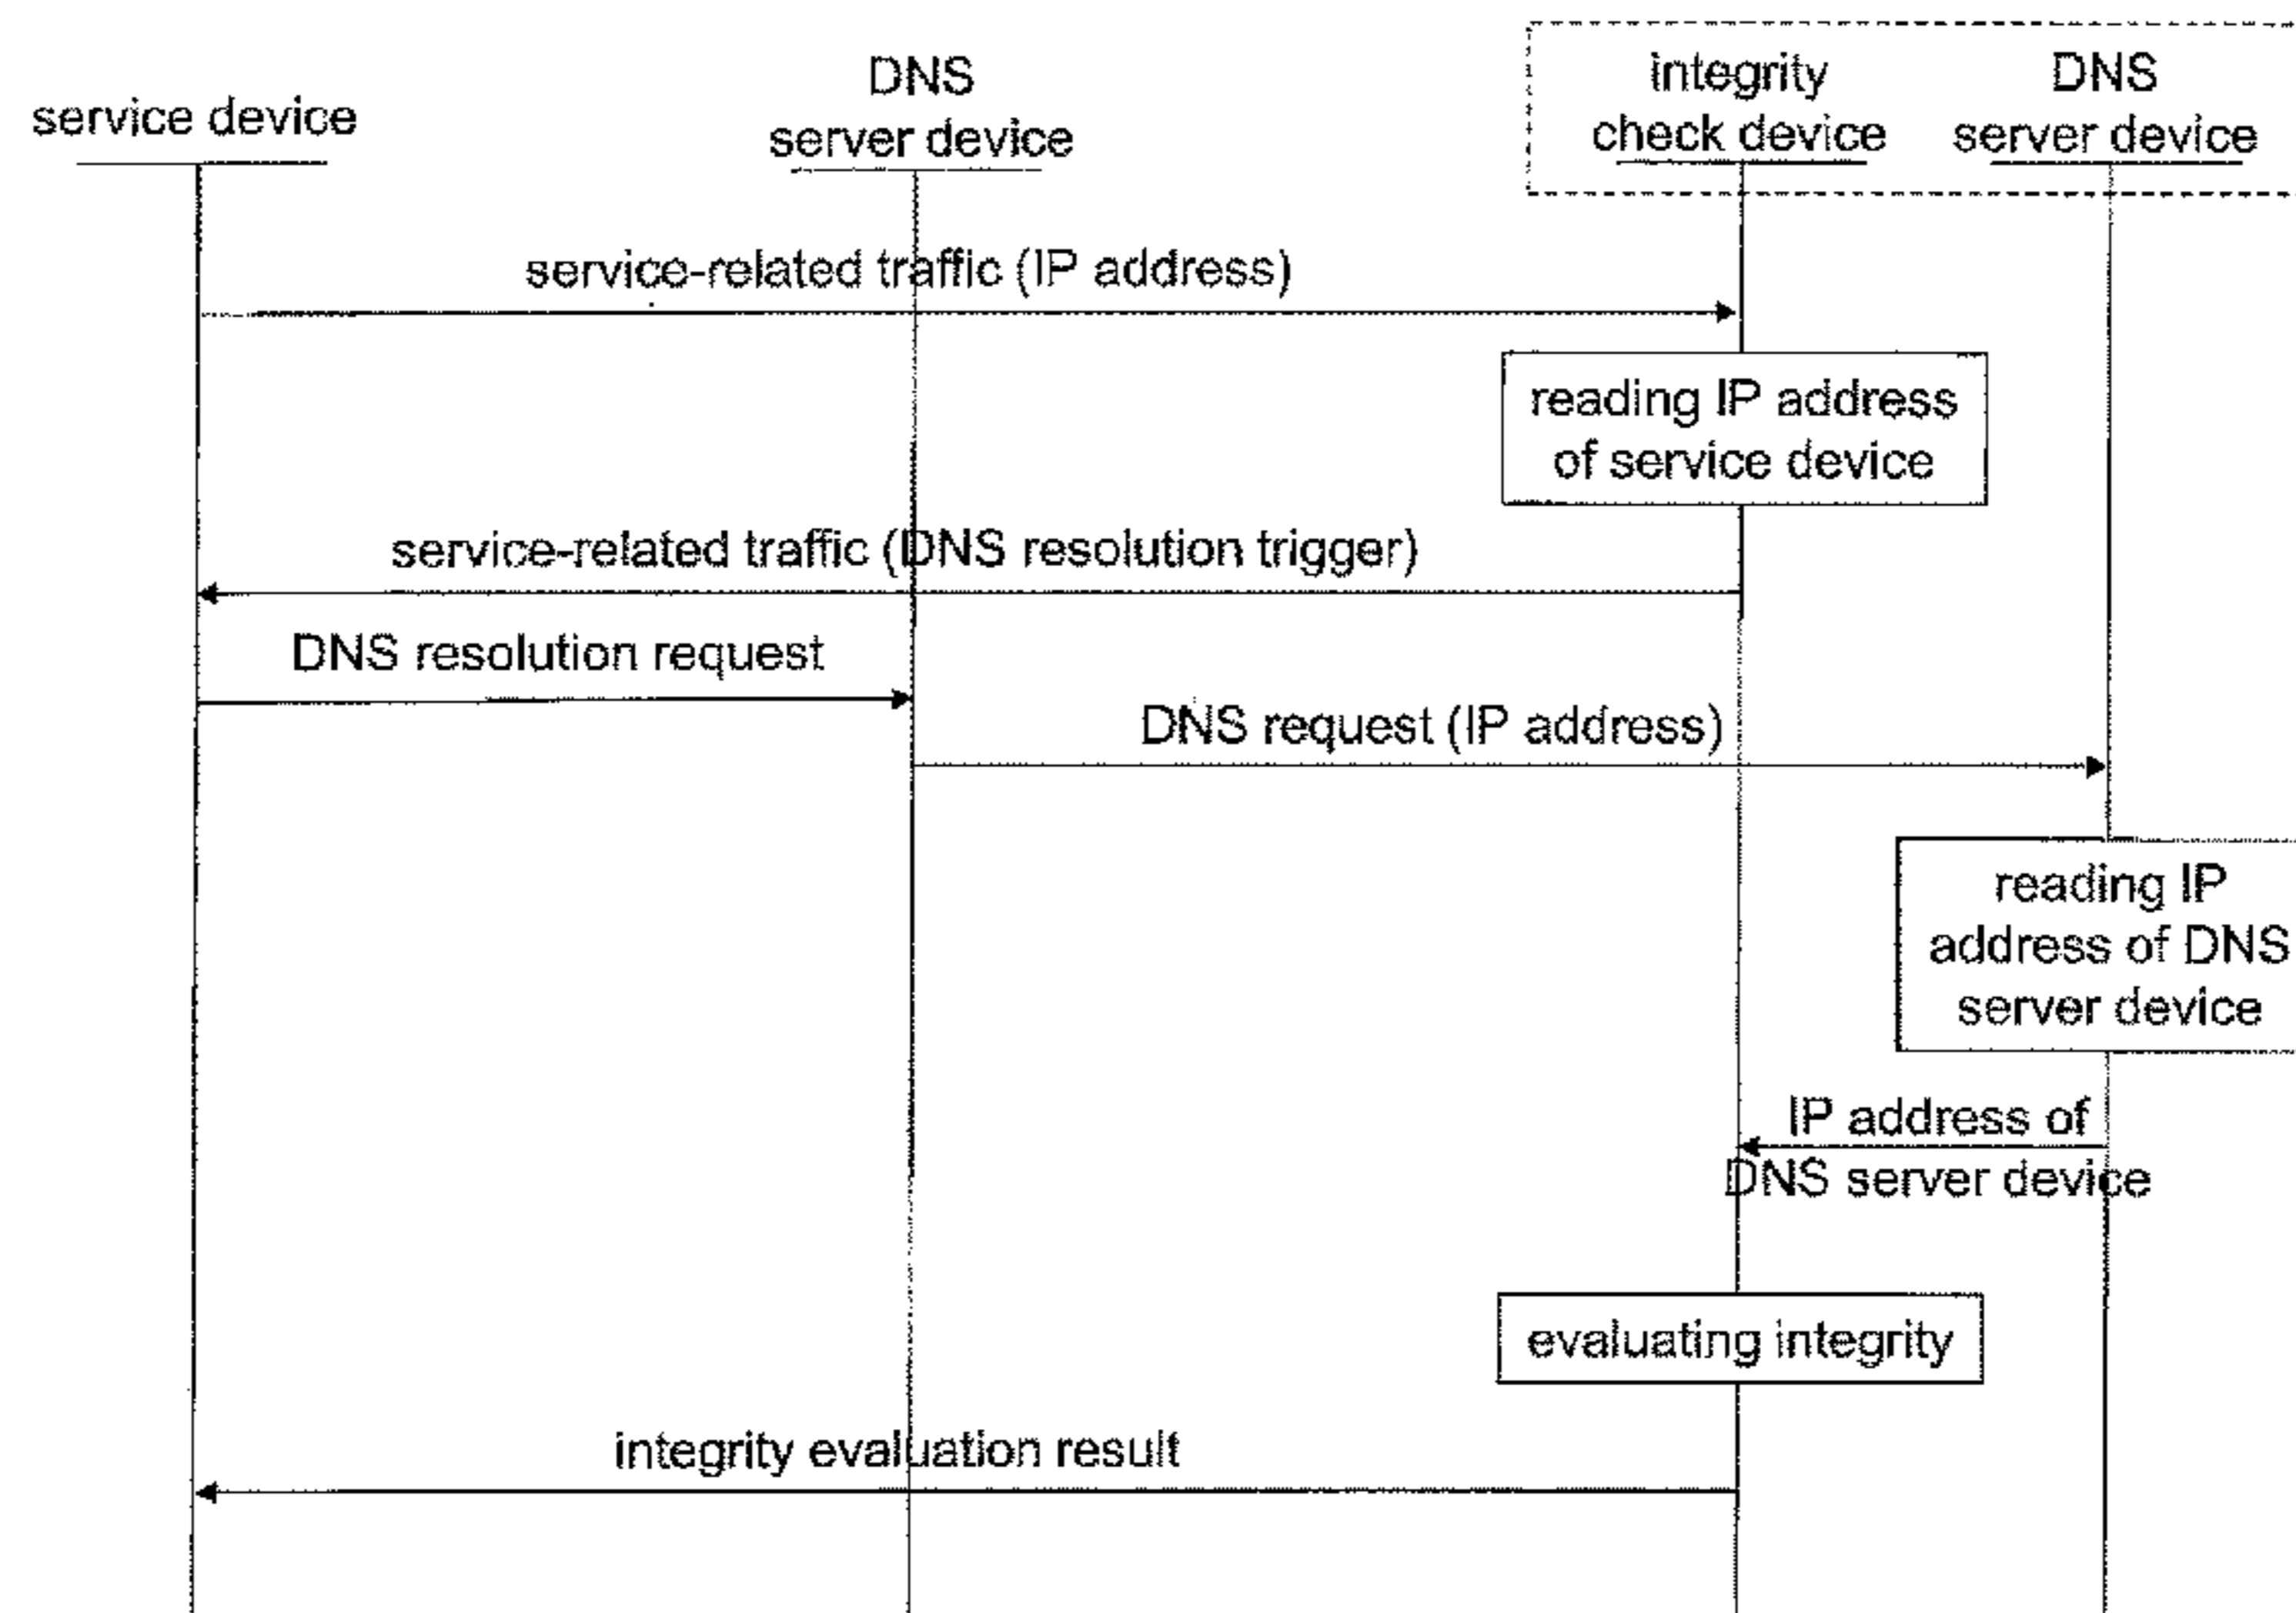 service device
DNS
server device
integrity
check device
DNS
server device
service-related traffic (IP address)
reading IP address
of service device
service-related traffic (DNS resolution trigger)
DNS resolution request
DNS request (IP address)
reading IP
address of DNS
server device
IP address of
DNS server device
evaluating integrity
integrity evaluation result